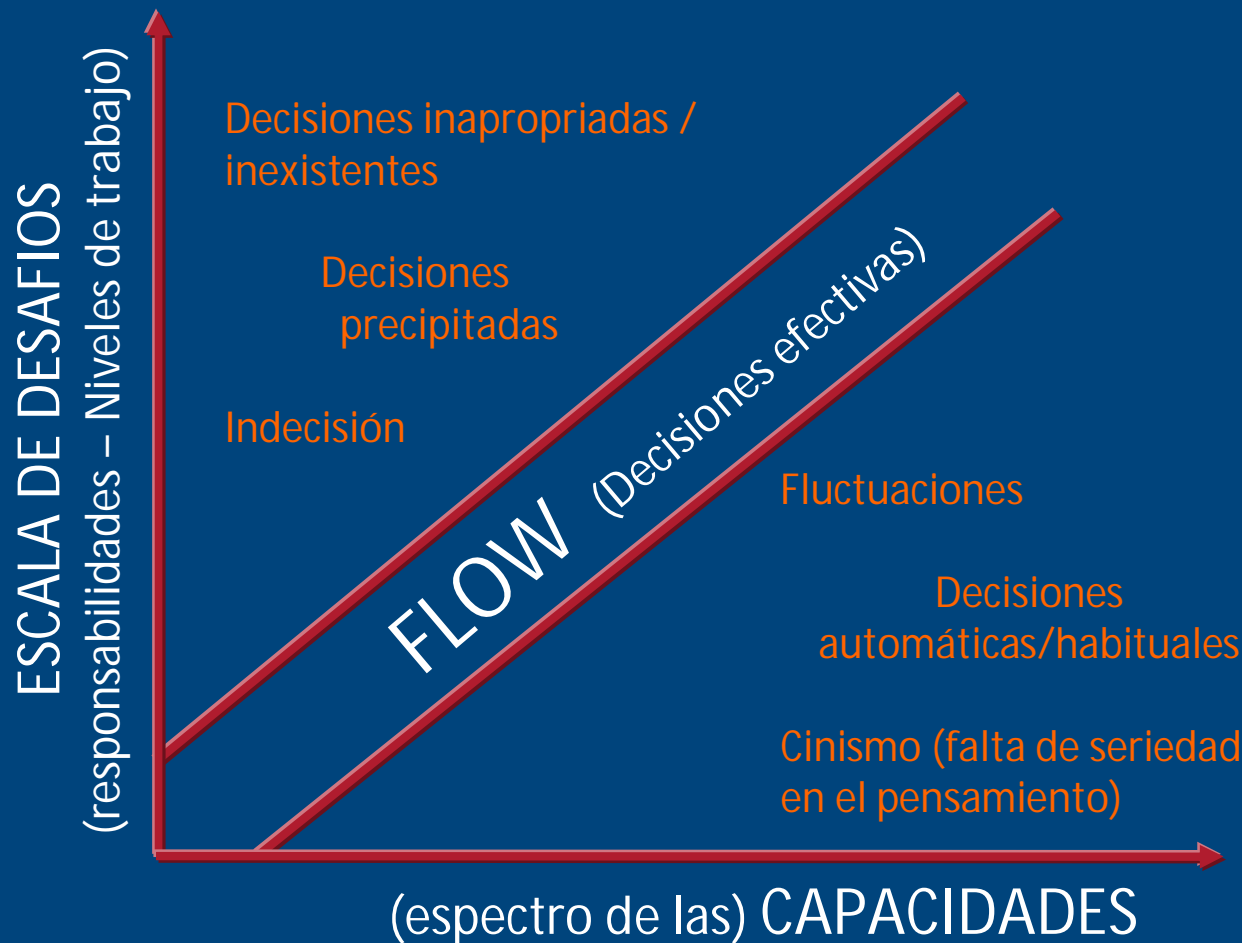 ESCALA DE DESAFIOS
(responsabilidades – Niveles de trabajo)
Decisiones inapropiadas /
inexistentes
Decisiones
precipitadas
Indecisión
FLOW (Decisiones efectivas)
Fluctuaciones
Decisiones
automáticas/habituales
Cinismo (falta de seriedad
en el pensamiento)
(espectro de las) CAPACIDADES